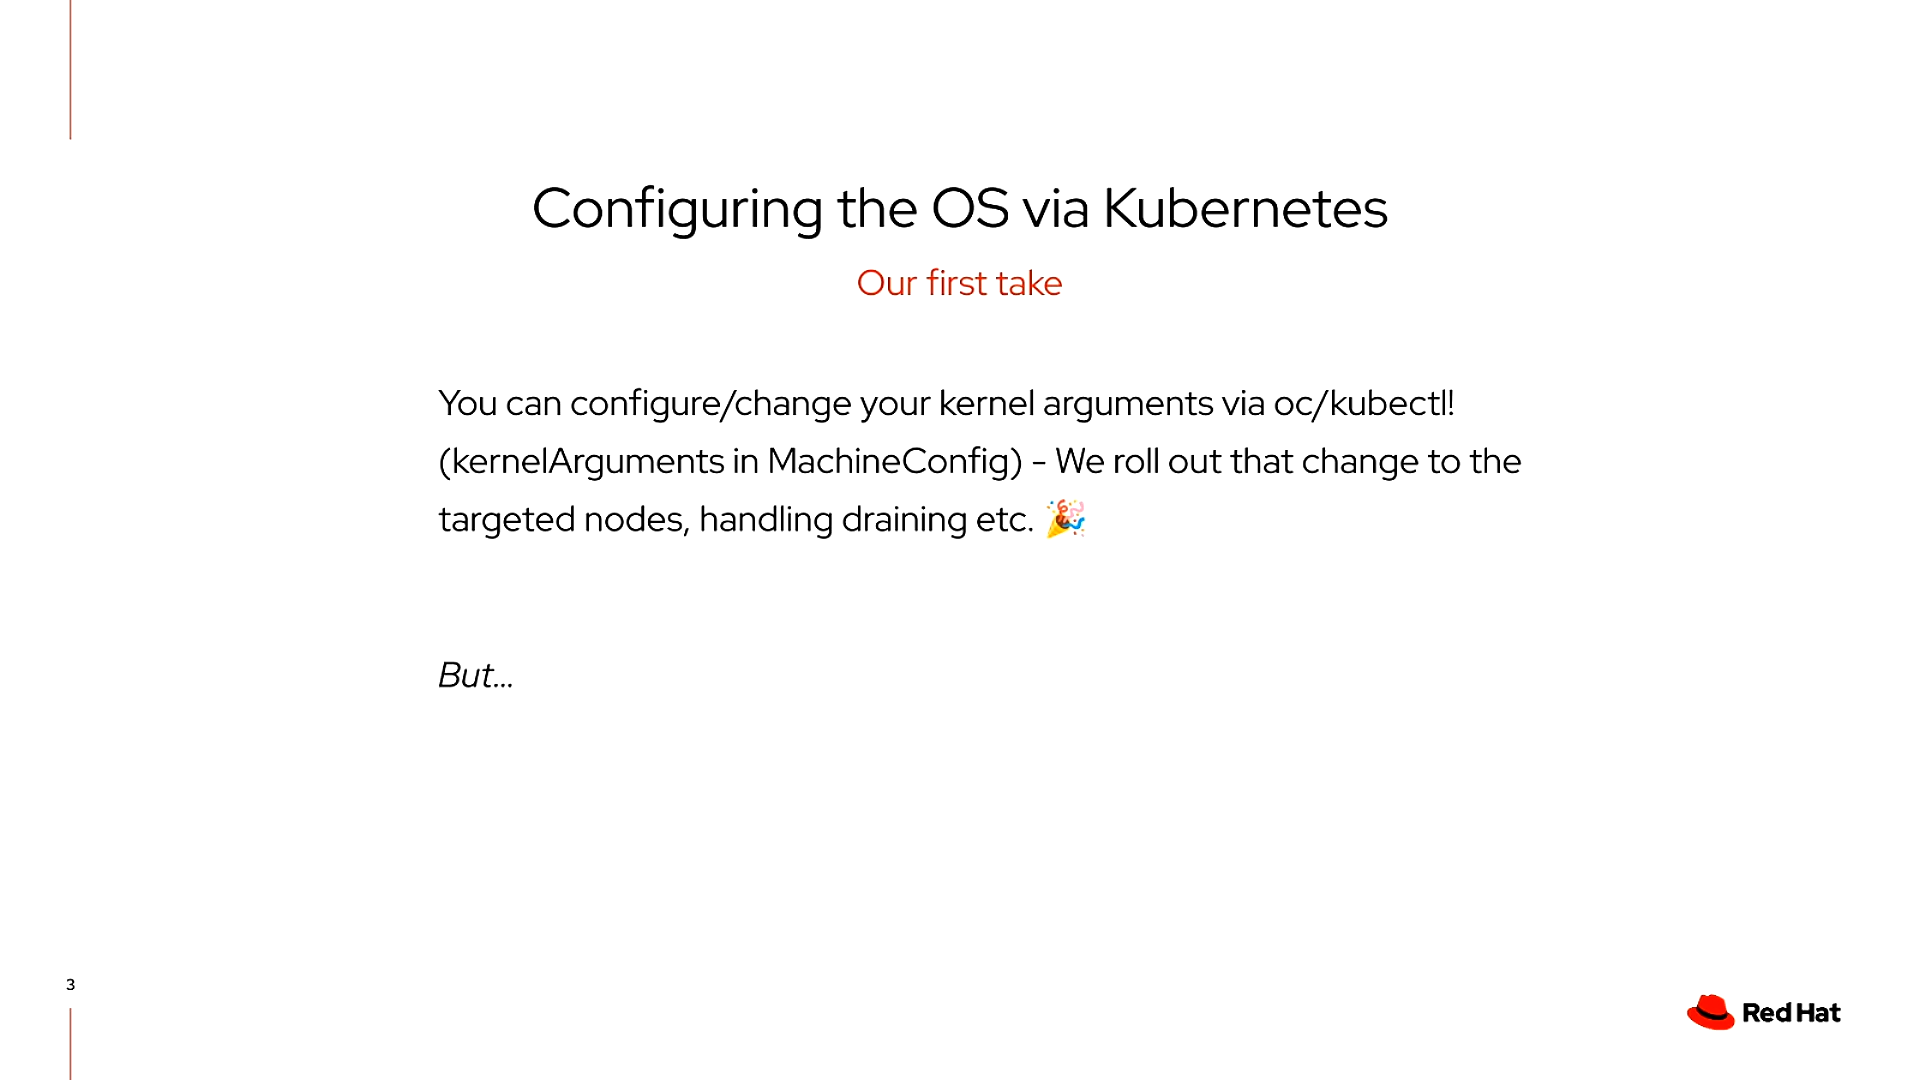 Configuring the OS via Kubernetes
Our first take
You can configure/change your kernel arguments via oc/kubectl!
(kernelArguments in MachineConfig) - We roll out that change to the
targeted nodes, handling draining etc. 🎉
But...
3
Red Hat